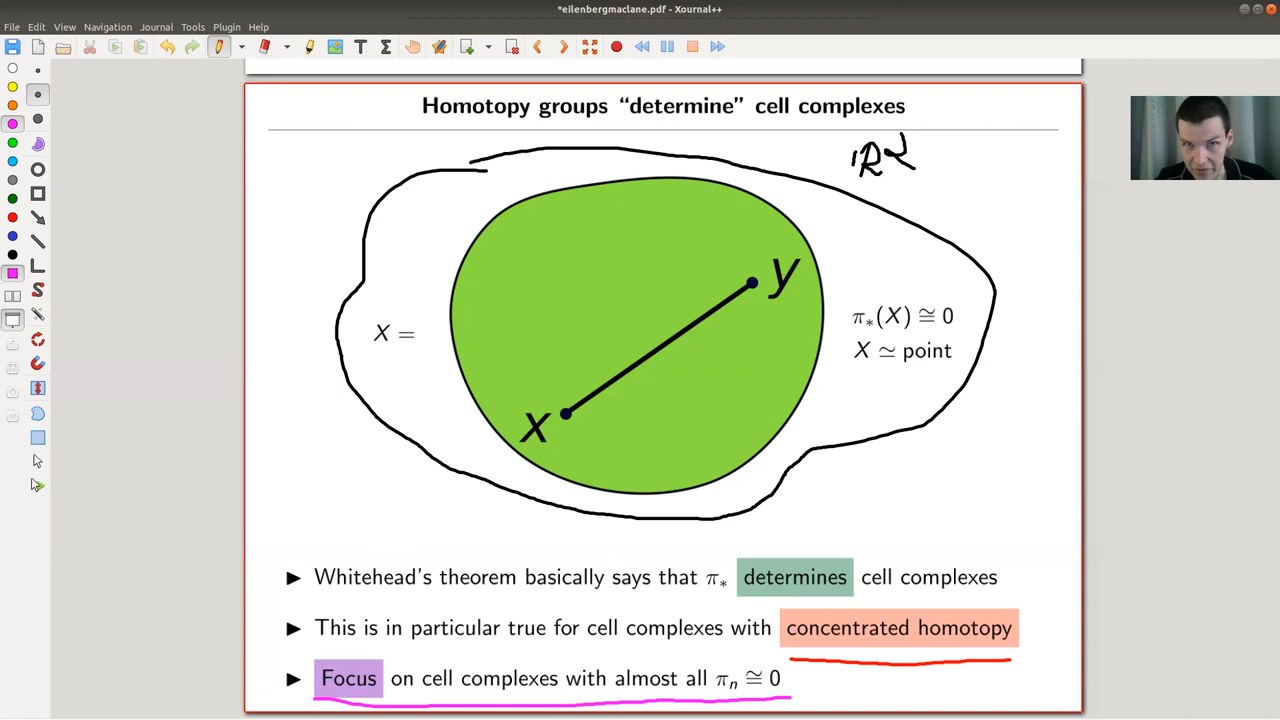 *eilenbergmaclane.pdf - Xournal++
File Edit View Navigation Journal Tools Plugin Help
Homotopy groups “determine” cell complexes
y
X =
π∗(X) ≅ 0
X ≃ point
x
▶ Whitehead’s theorem basically says that π∗ determines cell complexes
▶ This is in particular true for cell complexes with concentrated homotopy
▶ Focus on cell complexes with almost all πn ≅ 0